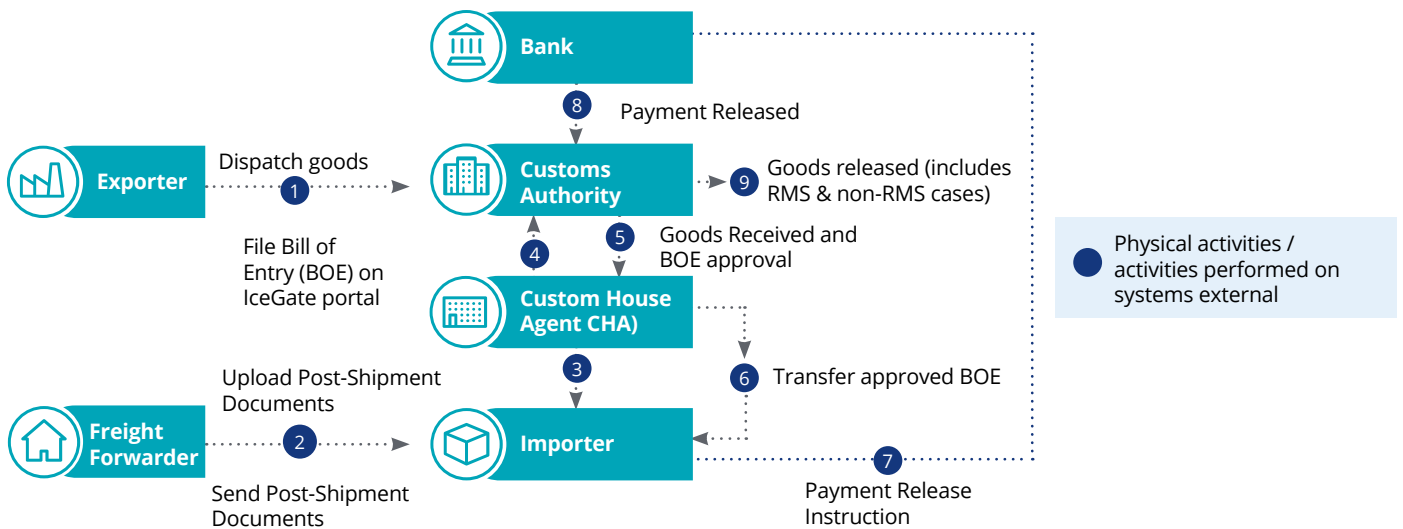 Bank
8
Payment Released
Exporter
Dispatch goods
1
Customs
Authority
9
Goods released (includes
RMS & non-RMS cases)
File Bill of
Entry (BOE) on
IceGate portal
4
5
Goods Received and
BOE approval
Physical activities /
activities performed on
systems external
Custom House
Agent CHA)
3
6
Transfer approved BOE
Upload Post-Shipment
Documents
Freight
Forwarder
2
Send Post-Shipment
Documents
Importer
7
Payment Release
Instruction